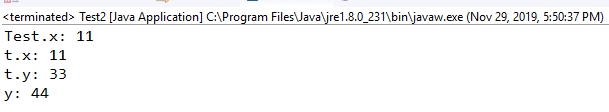 <terminated> Test2 [Java Application] C:\Program Files\Java\jre1.8.0_231\bin\javaw.exe (Nov 29, 2019, 5:50:37 PM)
Test.x: 11
t.x: 11
t.y: 33
y: 44